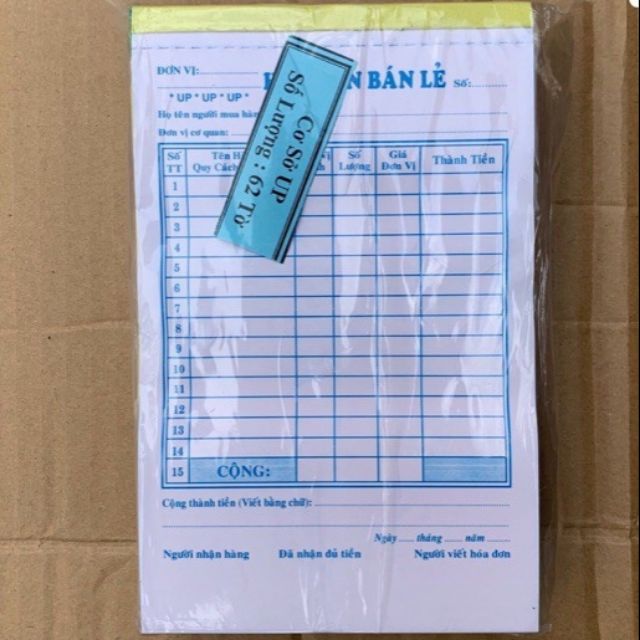 ĐƠN VỊ:
BÁN LẺ Số:
* UP * UP * UP *
Họ tên người mua hàn
Đơn vị cơ quan:
Cơ Sở UP
Số Lượng : 62 Tờ
Số TT Tên H Quy Cách Số Lượng Giá Đơn Vị Thành Tiền
1
2
3
4
5
6
7
8
9
10
11
12
13
14
15 CỘNG:
Cộng thành tiền (Viết bằng chữ):
Ngày tháng năm
Người nhận hàng Đã nhận đủ tiền Người viết hóa đơn